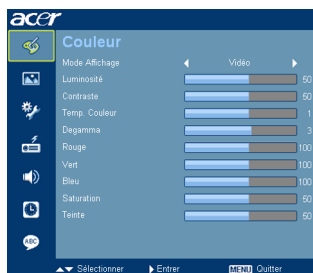 acer
Couleur
Mode Affichage Vidéo
Luminosité 50
Contraste 50
Temp. Couleur 1
Degamma 3
Rouge 100
Vert 100
Bleu 100
Saturation 50
Teinte 50
ABC
Sélectionner Entrer MENU Quitter